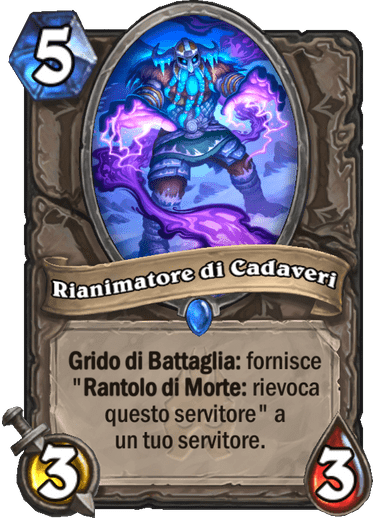 5
Rianimatore di Cadaveri
Grido di Battaglia: fornisce
"Rantolo di Morte: rievoca
questo servitore" a
un tuo servitore.
3
3